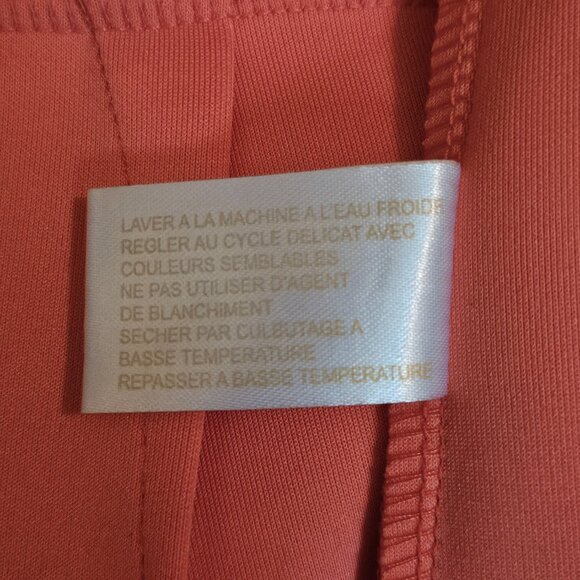 LAVER A LA MACHINE A L'EAU FROIDE
REGLER AU CYCLE DELICAT AVEC
COULEURS SEMBLABLES
NE PAS UTILISER D'AGENT
DE BLANCHIMENT
SECHER PAR CULBUTAGE A
BASSE TEMPERATURE
REPASSER A BASSE TEMPERATURE